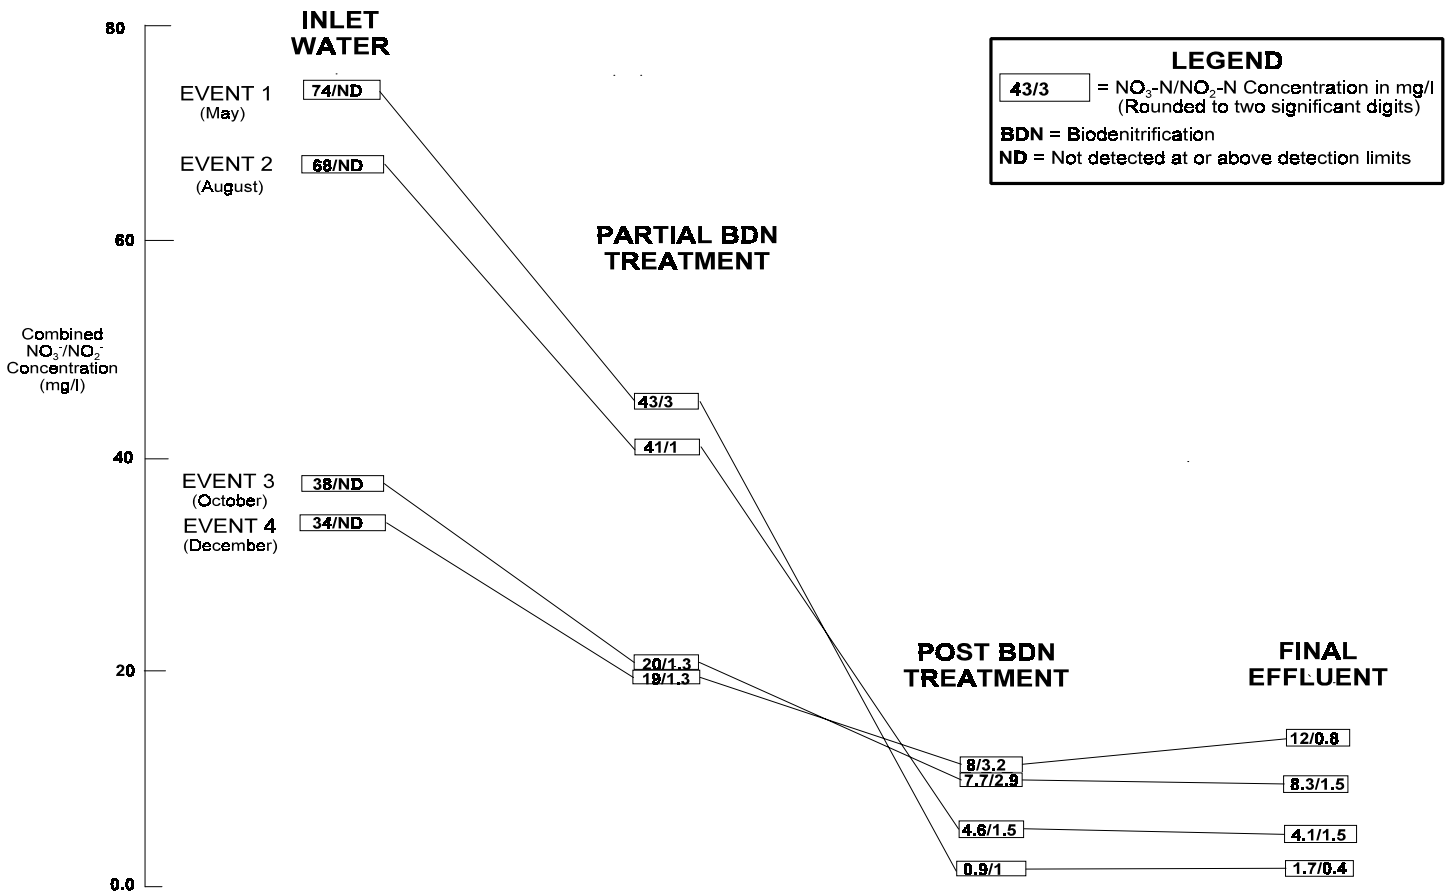 80
INLET
WATER
EVENT 1
(May)
74/ND
EVENT 2
(August)
68/ND
LEGEND
43/3 = NO₃-N/NO₂-N Concentration in mg/l
(Rounded to two significant digits)
BDN = Biodenitrification
ND = Not detected at or above detection limits
60
PARTIAL BDN
TREATMENT
Combined
NO₃⁻/NO₂⁻
Concentration
(mg/l)
43/3
41/1
40
EVENT 3
(October)
38/ND
EVENT 4
(December)
34/ND
20
20/1.3
19/1.3
POST BDN
TREATMENT
FINAL
EFFLUENT
8/3.2
7.7/2.9
4.6/1.5
0.9/1
12/0.8
8.3/1.5
4.1/1.5
1.7/0.4
0.0